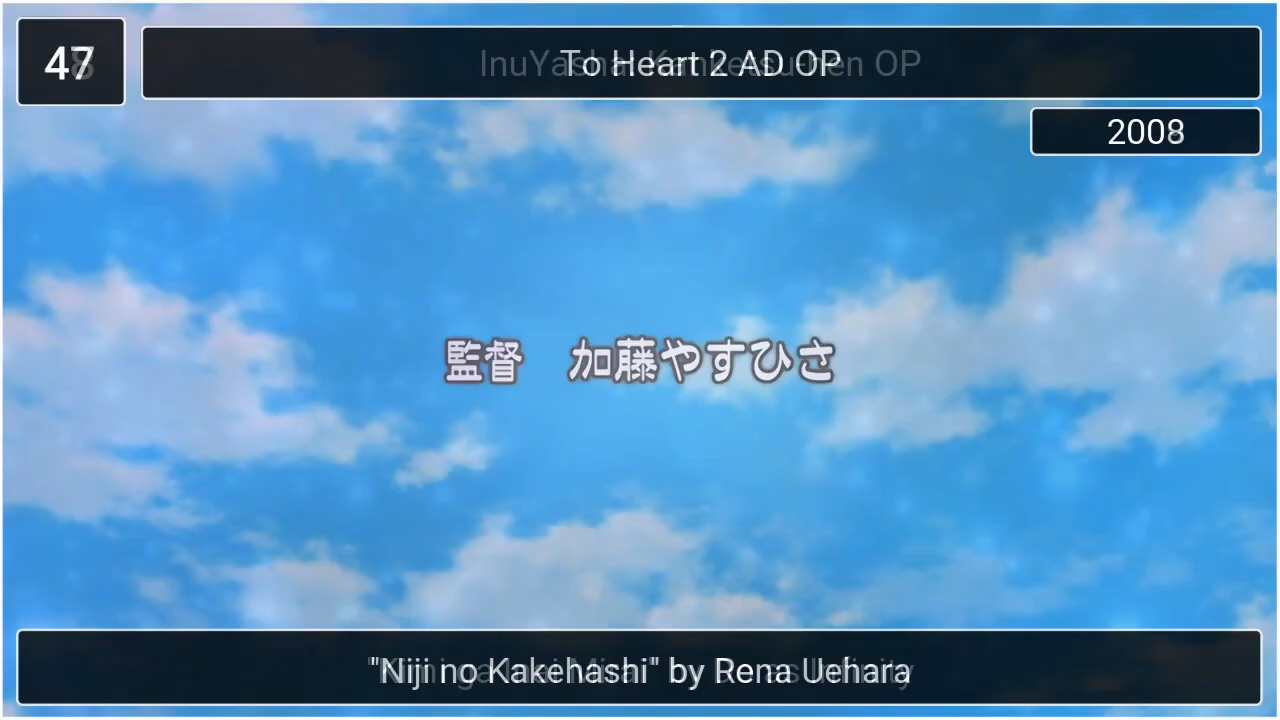 47
To Heart 2 AD OP
2008
監督 加藤やすひさ
"Niji no Kakehashi" by Rena Uehara